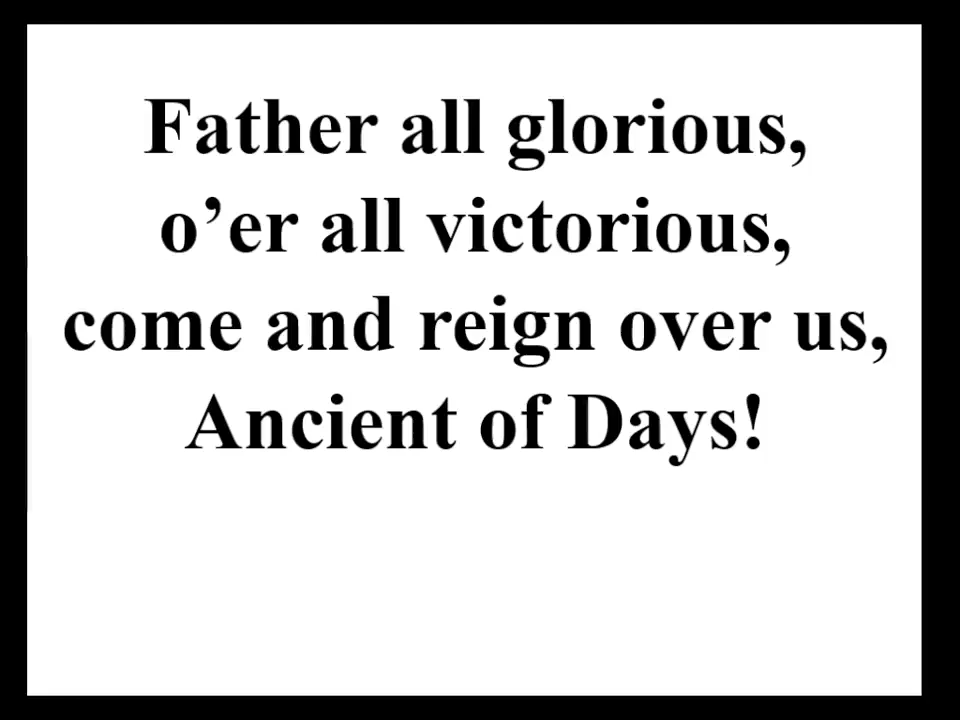 Father all glorious,
o’er all victorious,
come and reign over us,
Ancient of Days!